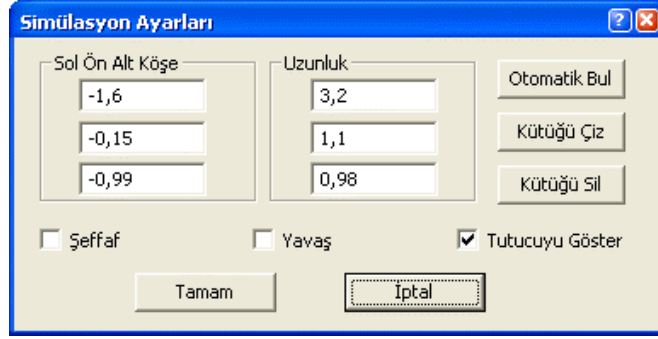 Simülasyon Ayarları
Sol Ön Alt Köşe
-1,6
-0,15
-0,99
Uzunluk
3,2
1,1
0,98
Otomatik Bul
Kütüğü Çiz
Kütüğü Sil
Şeffaf
Yavaş
Tutucuyu Göster
Tamam
İptal